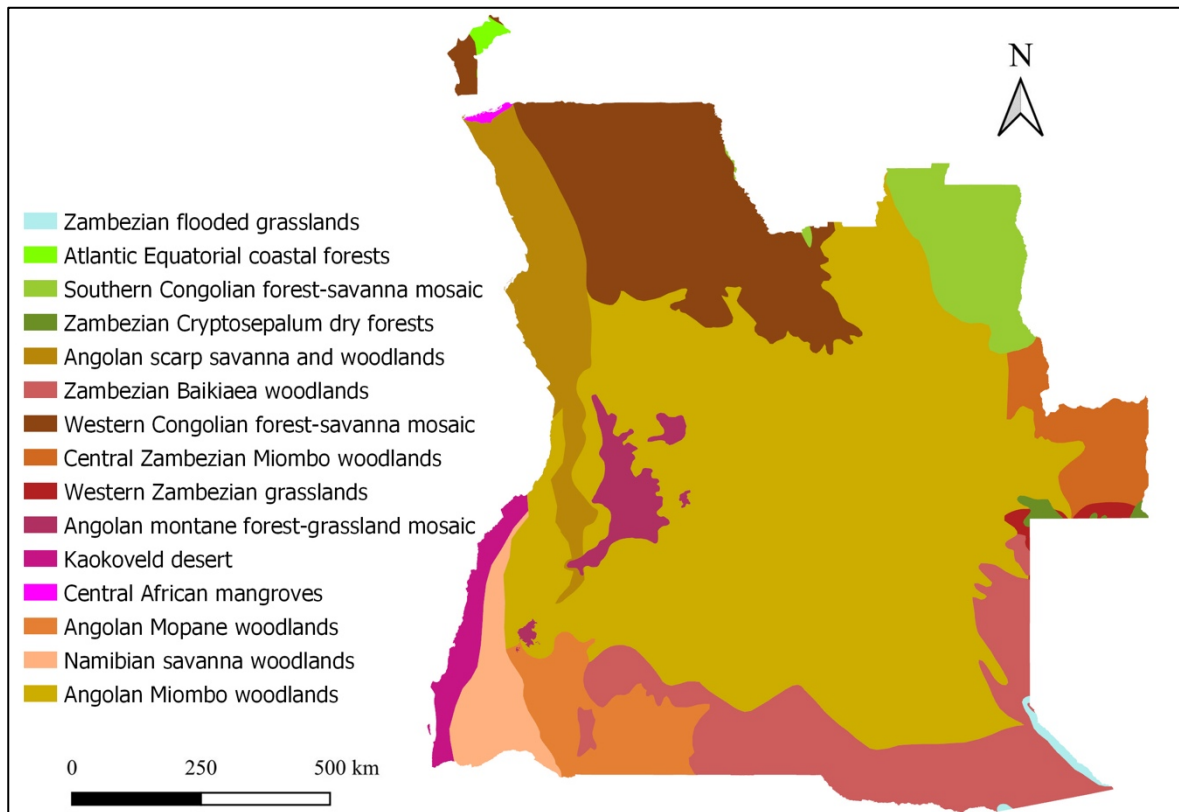 N
Zambezian flooded grasslands
Atlantic Equatorial coastal forests
Southern Congolian forest-savanna mosaic
Zambezian Cryptosepalum dry forests
Angolan scarp savanna and woodlands
Zambezian Baikiaea woodlands
Western Congolian forest-savanna mosaic
Central Zambezian Miombo woodlands
Western Zambezian grasslands
Angolan montane forest-grassland mosaic
Kaokoveld desert
Central African mangroves
Angolan Mopane woodlands
Namibian savanna woodlands
Angolan Miombo woodlands
0 250 500 km